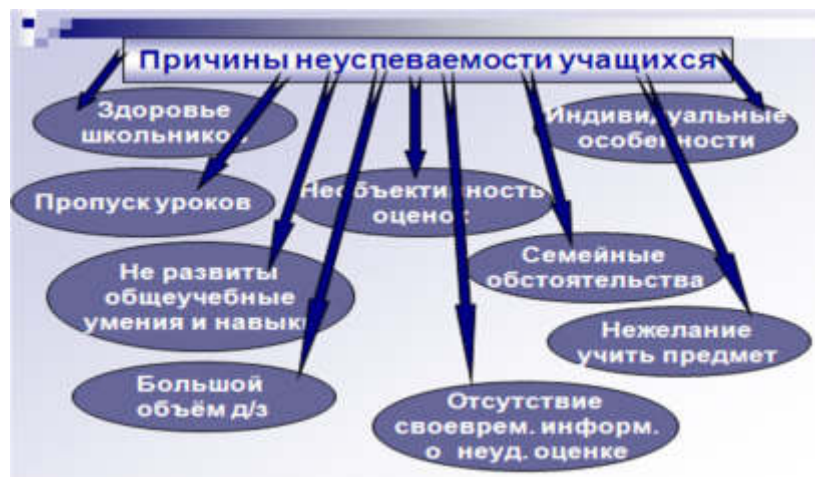 Причины неуспеваемости учащихся
Здоровье
школьников
Индивидуальные
особенности
Пропуск уроков
Необъективность
оценок
Не развиты
общеучебные
умения и навыки
Семейные
обстоятельства
Нежелание
учить предмет
Большой
объём д/з
Отсутствие
своеврем. информ.
о неуд. оценке